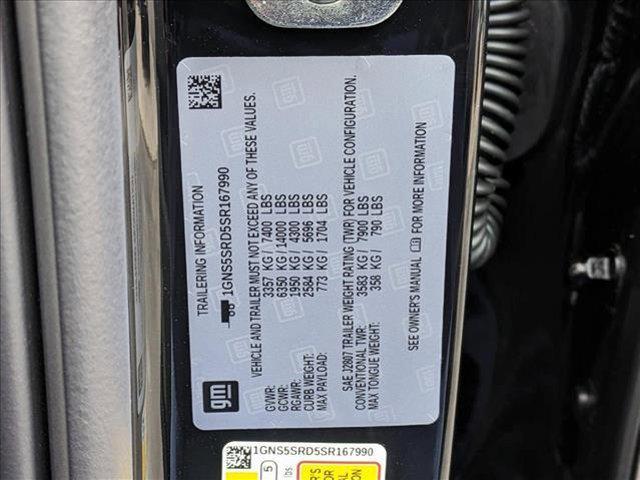 TRAILERING INFORMATION
1GNS5SRD5SR167990
VEHICLE AND TRAILER MUST NOT EXCEED ANY OF THESE VALUES.
GVWR: 3357 KG / 7400 LBS
GCWR: 6350 KG / 14000 LBS
RGAWR: 1950 KG / 4300 LBS
CURB WEIGHT: 2584 KG / 5696 LBS
MAX PAYLOAD: 773 KG / 1704 LBS
SAE J2807 TRAILER WEIGHT RATING (TWR) FOR VEHICLE CONFIGURATION.
CONVENTIONAL TWR: 3583 KG / 7900 LBS
MAX TONGUE WEIGHT: 358 KG / 790 LBS
SEE OWNER'S MANUAL FOR MORE INFORMATION
gm
1GNS5SRD5SR167990
5